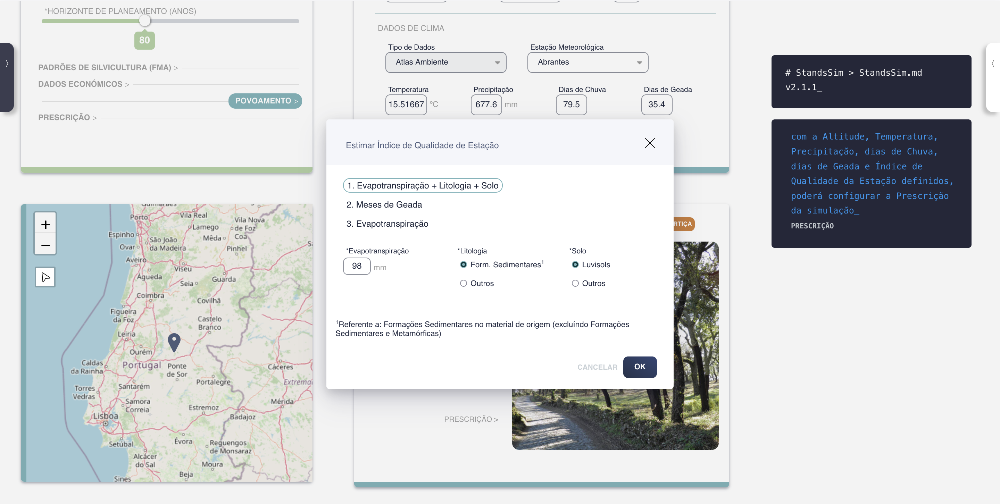 *HORIZONTE DE PLANEAMENTO (ANOS)
80
PADRÕES DE SILVICULTURA (FMA) >
DADOS ECONÓMICOS >
POVOAMENTO >
PRESCRIÇÃO >
DADOS DE CLIMA
Tipo de Dados
Estação Meteorológica
Atlas Ambiente
Abrantes
Temperatura
Precipitação
Dias de Chuva
Dias de Geada
15.51667 ºC
677.6 mm
79.5
35.4
# StandsSim > StandsSim.md
v2.1.1_
com a Altitude, Temperatura,
Precipitação, dias de Chuva,
dias de Geada e Índice de
Qualidade da Estação definidos,
poderá configurar a Prescrição
da simulação_
PRESCRIÇÃO
Estimar Índice de Qualidade de Estação
1. Evapotranspiração + Litologia + Solo
2. Meses de Geada
3. Evapotranspiração
*Evapotranspiração
*Litologia
*Solo
98 mm
Form. Sedimentares¹
Luvisols
Outros
Outros
¹Referente a: Formações Sedimentares no material de origem (excluíndo Formações
Sedimentares e Metamórficas)
CANCELAR
OK
RTIÇA
PRESCRIÇÃO >
+
−
Guimarães
Porto
Vila Real
Vila Nova
de Foz
Coa
Lamego
Espinho
Mêda
São João
da Madeira
Ovar
Pinhel
Aveiro
Viseu
Águeda
Guarda
Seia
Coimbra
Covilhã
Figueira
da Foz
Castelo
Branco
Leiria
Ourém
Caldas
da Rainha
Portugal
Ponte
de Sor
Cáceres
Portalegre
Extrema
Santarém
Torres
Vedras
Samora
Correia
Mérida
Estremoz
Lisboa
Badajoz
Setúbal
Évora
Reguengos
de Monsaraz
Alcácer
do Sal
Moura
Beja
Sines